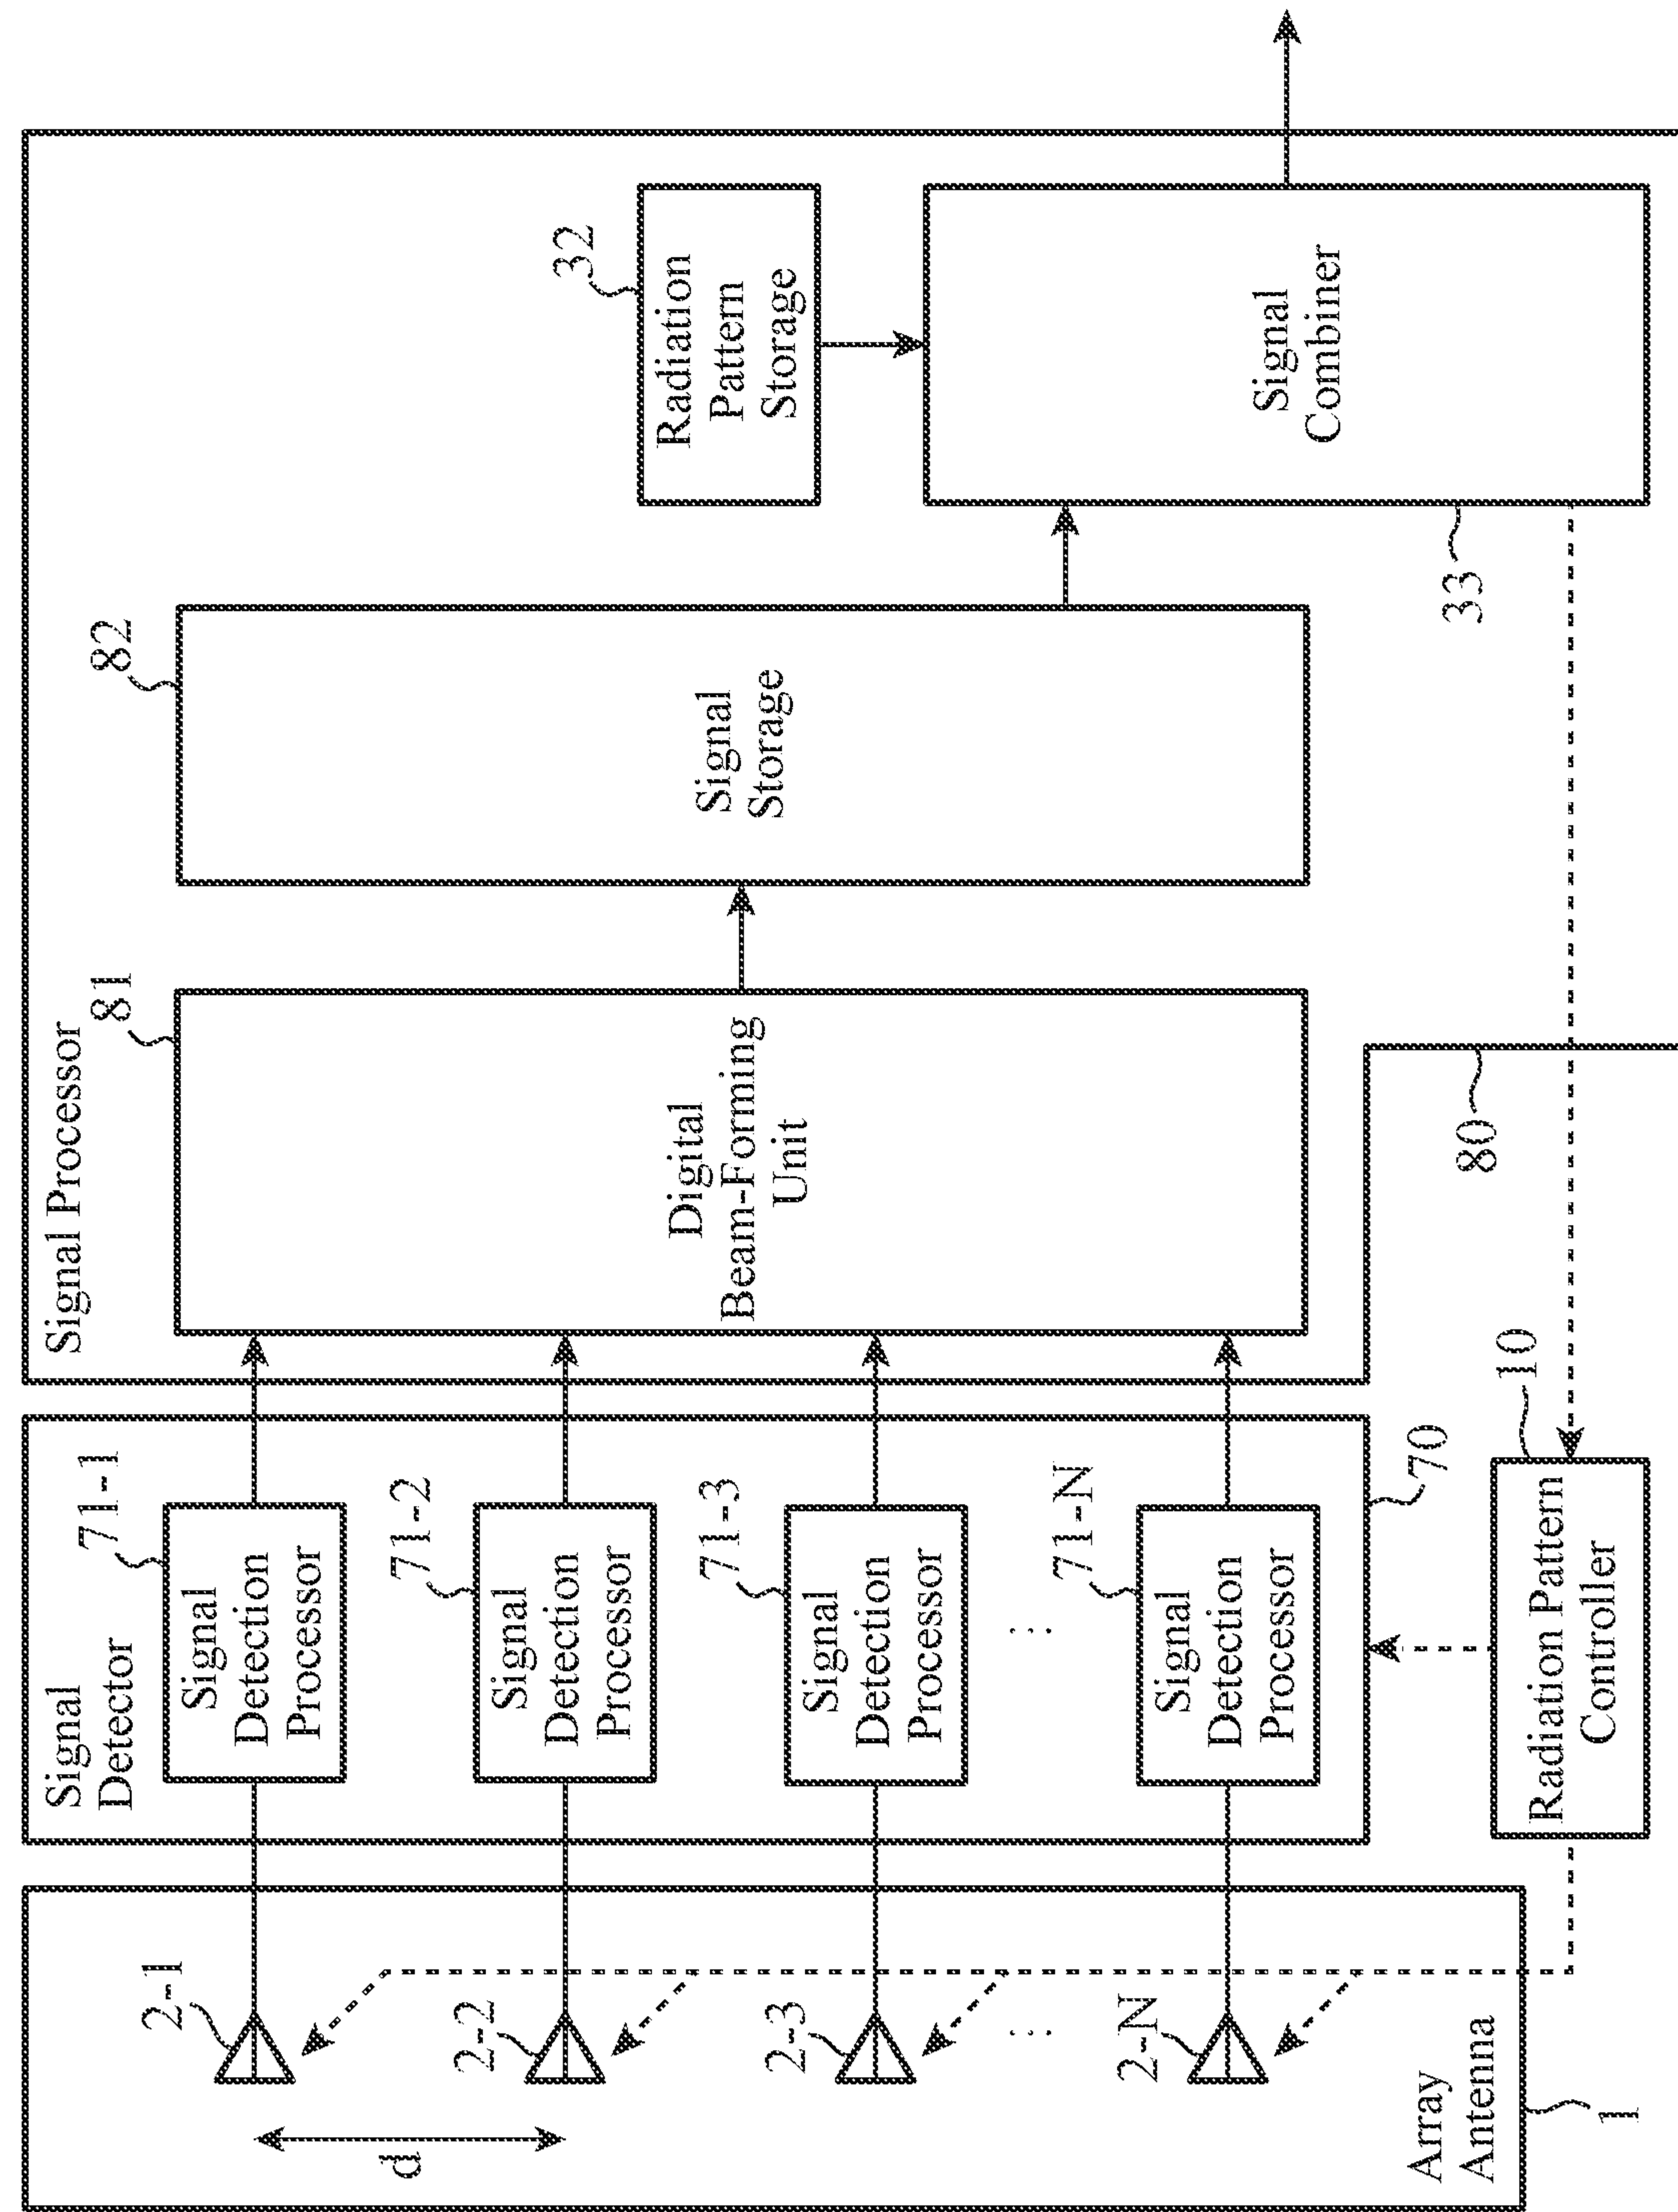 Array
Antenna
1
d
2-1
2-2
2-3
⋮
2-N
Signal
Detector
70
71-1
Signal
Detection
Processor
71-2
Signal
Detection
Processor
71-3
Signal
Detection
Processor
⋮
71-N
Signal
Detection
Processor
10
Radiation Pattern
Controller
Signal Processor
80
81
Digital
Beam-Forming
Unit
82
Signal
Storage
32
Radiation
Pattern
Storage
33
Signal
Combiner